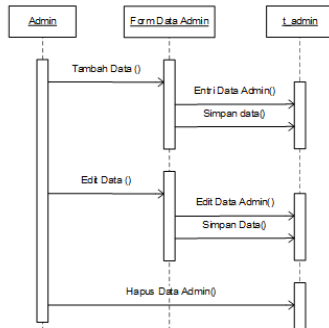 Admin
Form Data Admin
t_admin
Tambah Data ()
Entri Data Admin()
Simpan data()
Edit Data ()
Edit Data Admin()
Simpan Data()
Hapus Data Admin()